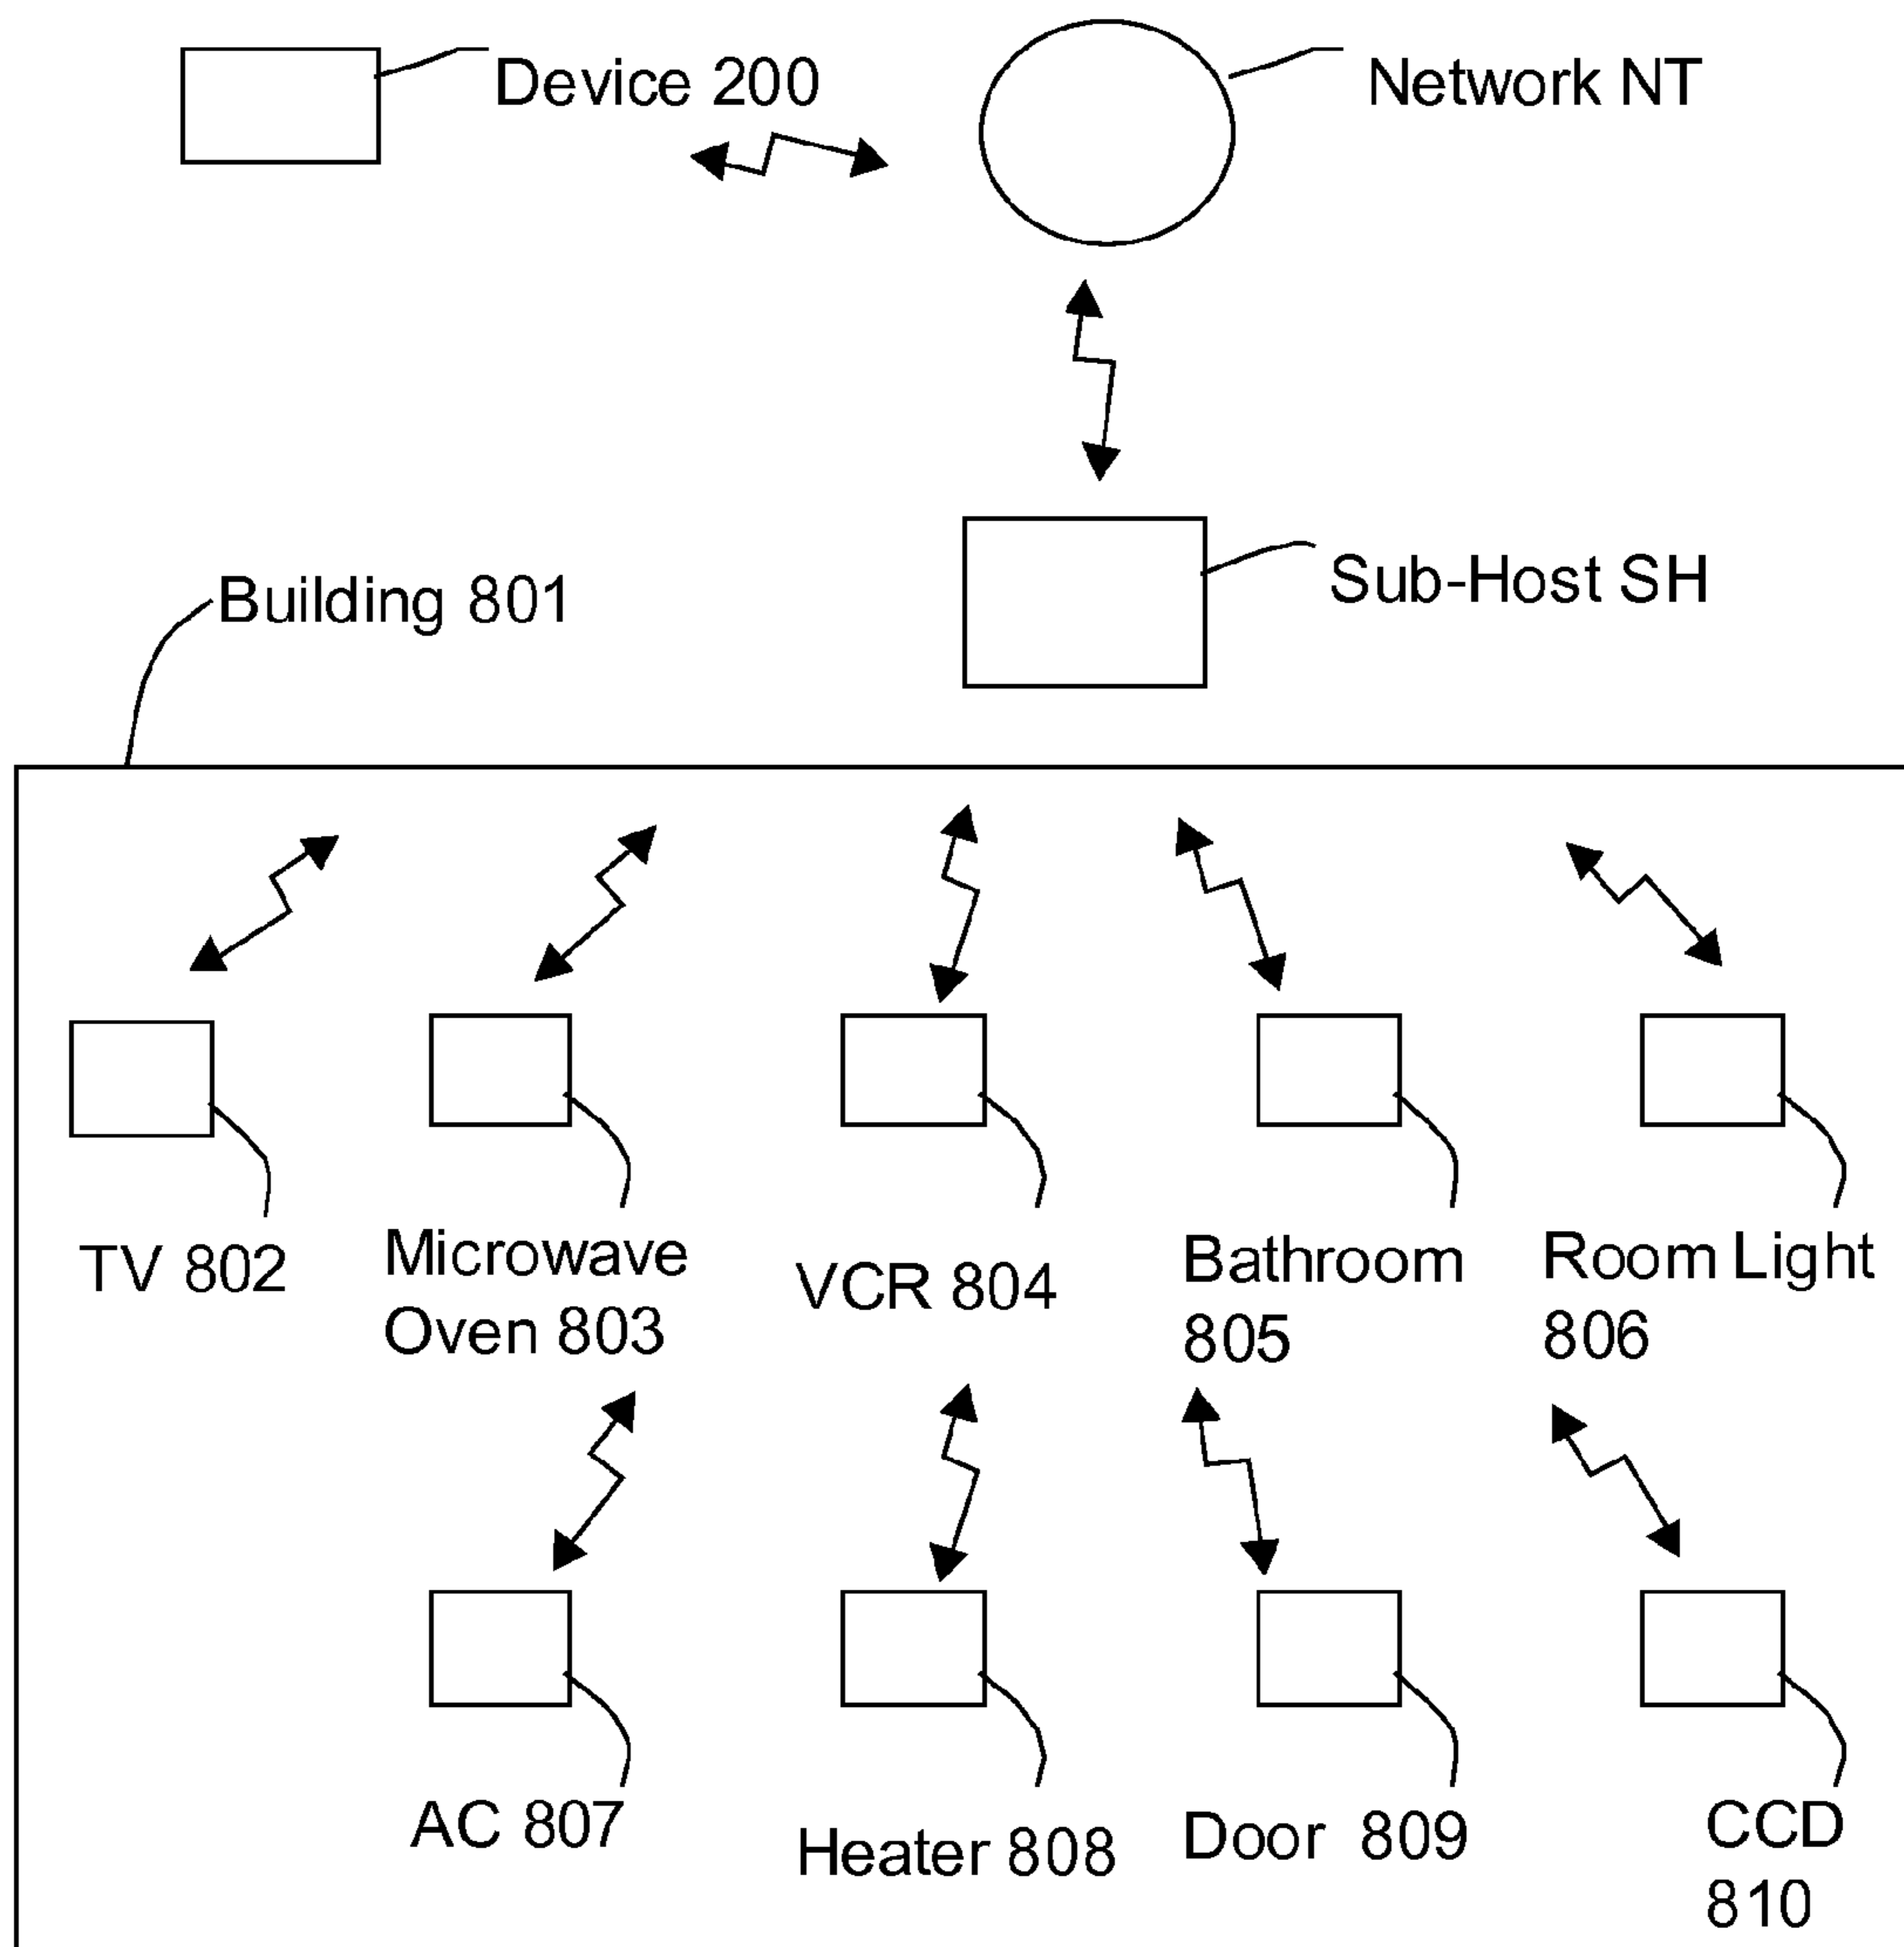 Device 200
Network NT
Sub-Host SH
Building 801
TV 802
Microwave
Oven 803
VCR 804
Bathroom
805
Room Light
806
AC 807
Heater 808
Door 809
CCD
810